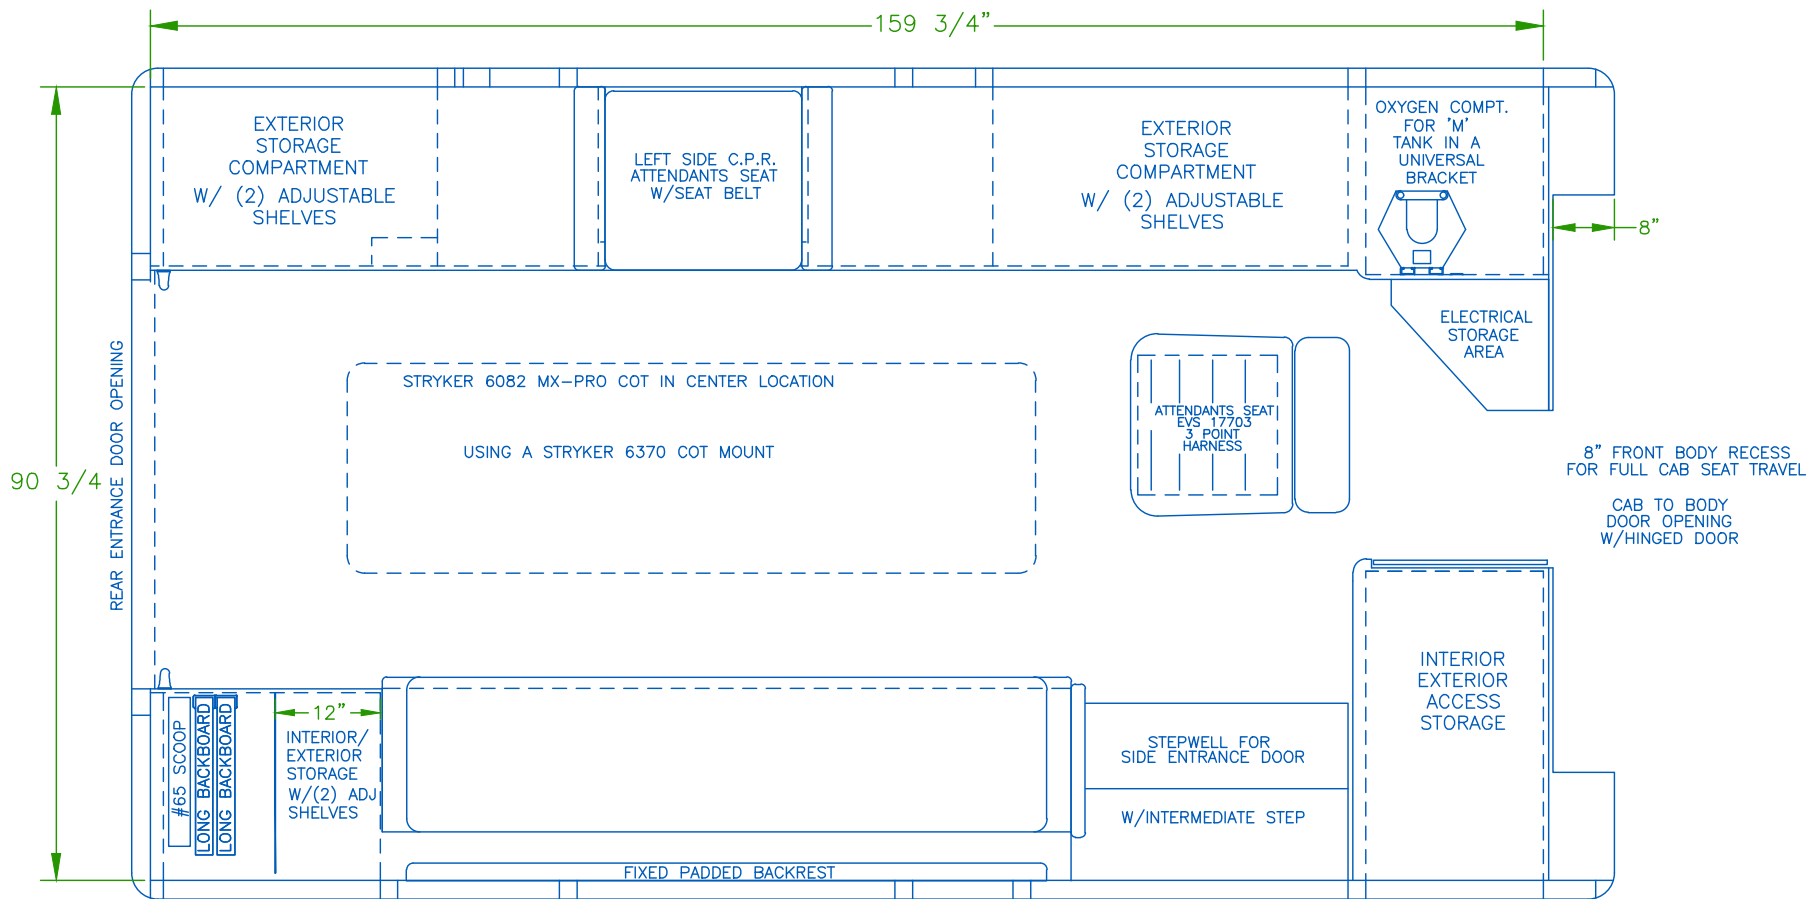 159 3/4"
EXTERIOR
STORAGE
COMPARTMENT
W/ (2) ADJUSTABLE
SHELVES
LEFT SIDE C.P.R.
ATTENDANTS SEAT
W/SEAT BELT
EXTERIOR
STORAGE
COMPARTMENT
W/ (2) ADJUSTABLE
SHELVES
OXYGEN COMPT.
FOR 'M'
TANK IN A
UNIVERSAL
BRACKET
8"
ELECTRICAL
STORAGE
AREA
90 3/4
REAR ENTRANCE DOOR OPENING
STRYKER 6082 MX-PRO COT IN CENTER LOCATION
USING A STRYKER 6370 COT MOUNT
ATTENDANTS SEAT
EVS 17703
3 POINT
HARNESS
8" FRONT BODY RECESS
FOR FULL CAB SEAT TRAVEL
CAB TO BODY
DOOR OPENING
W/HINGED DOOR
#65 SCOOP
LONG BACKBOARD
LONG BACKBOARD
12"
INTERIOR/
EXTERIOR
STORAGE
W/(2) ADJ
SHELVES
STEPWELL FOR
SIDE ENTRANCE DOOR
W/INTERMEDIATE STEP
INTERIOR
EXTERIOR
ACCESS
STORAGE
FIXED PADDED BACKREST